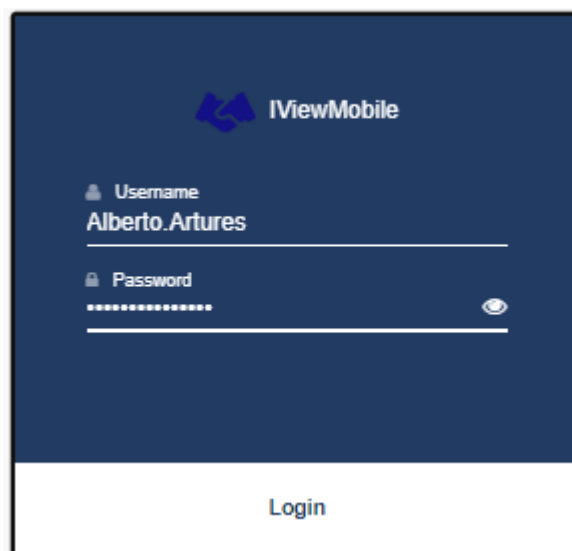 IViewMobile
Username
Alberto.Artures
Password
•••••••••••••••
Login